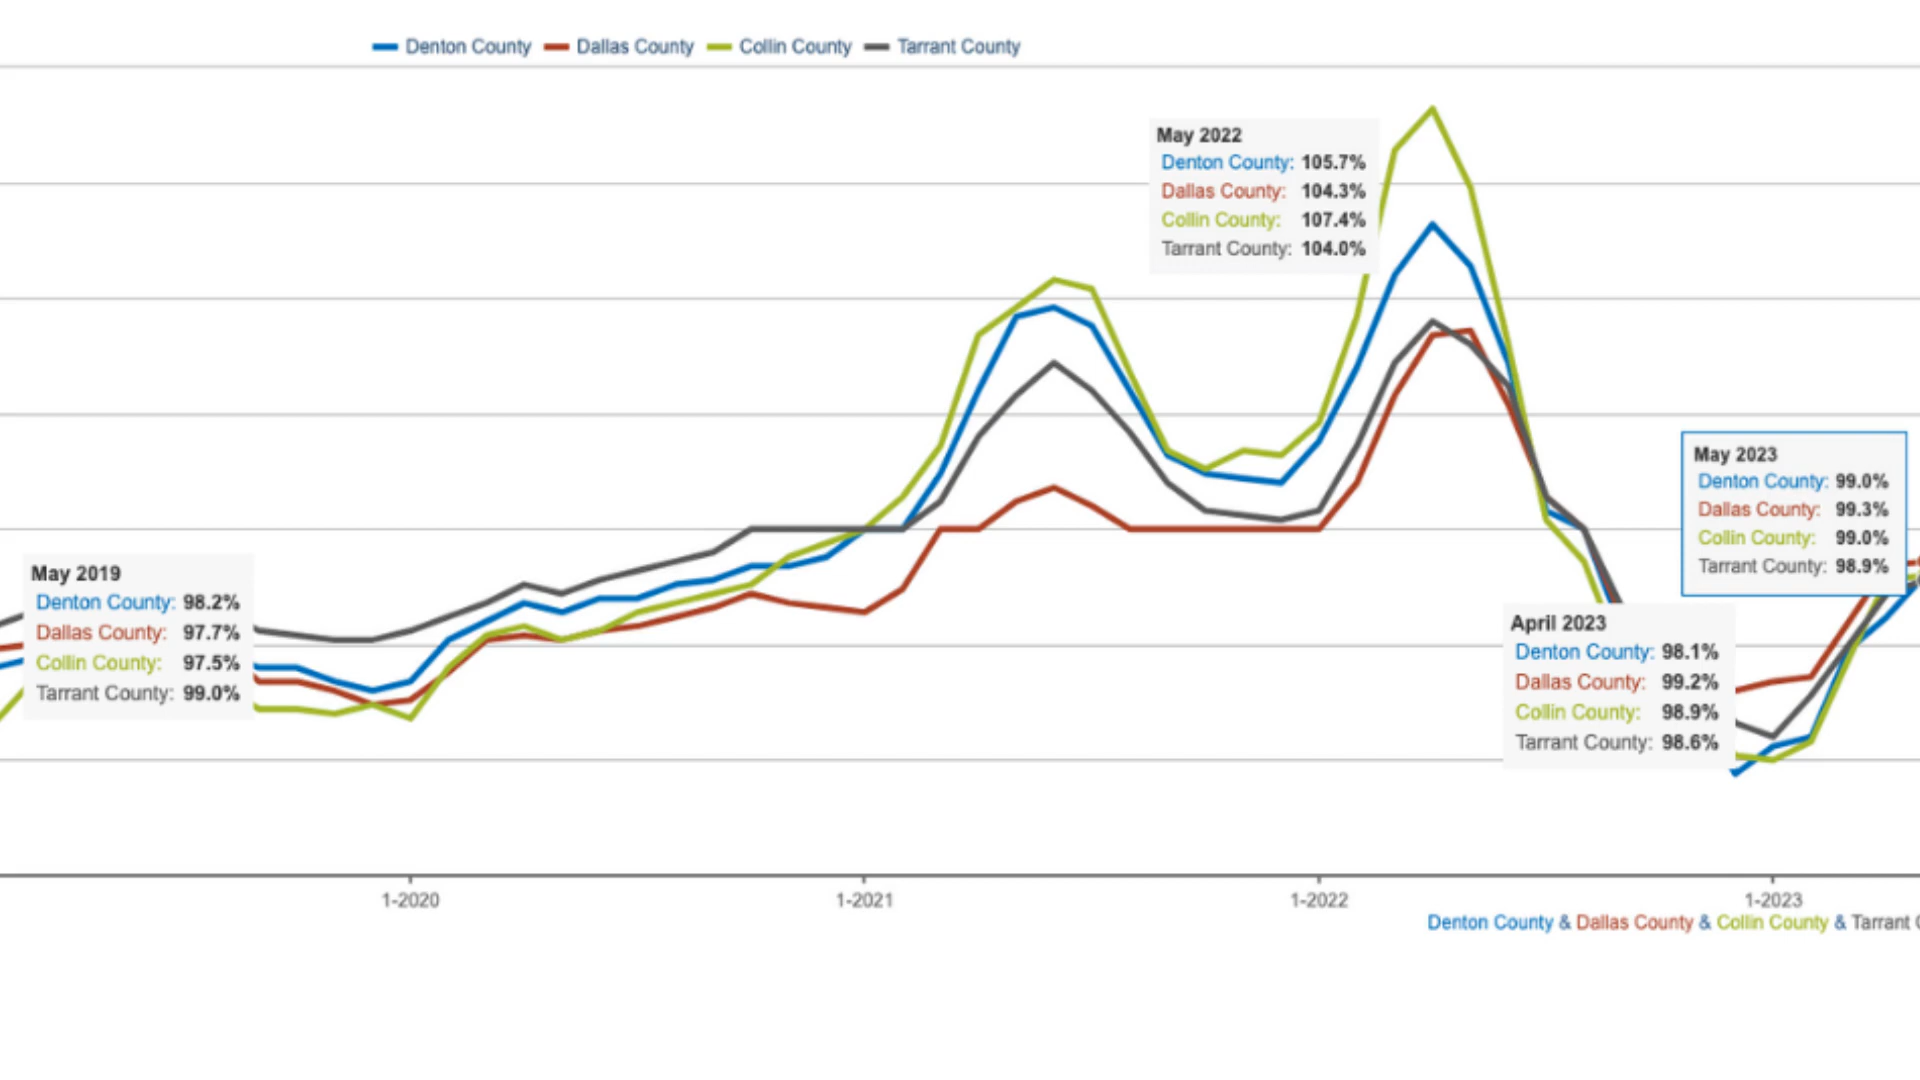 Denton County Dallas County Collin County Tarrant County
May 2022
Denton County: 105.7%
Dallas County: 104.3%
Collin County: 107.4%
Tarrant County: 104.0%
May 2023
Denton County: 99.0%
Dallas County: 99.3%
Collin County: 99.0%
Tarrant County: 98.9%
May 2019
Denton County: 98.2%
Dallas County: 97.7%
Collin County: 97.5%
Tarrant County: 99.0%
April 2023
Denton County: 98.1%
Dallas County: 99.2%
Collin County: 98.9%
Tarrant County: 98.6%
1-2020 1-2021 1-2022 1-2023
Denton County & Dallas County & Collin County & Tarrant